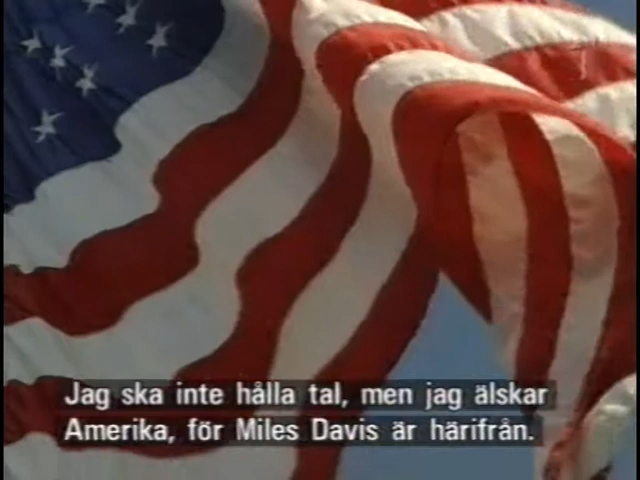 Jag ska inte hålla tal, men jag älskar
Amerika, för Miles Davis är härifrån.